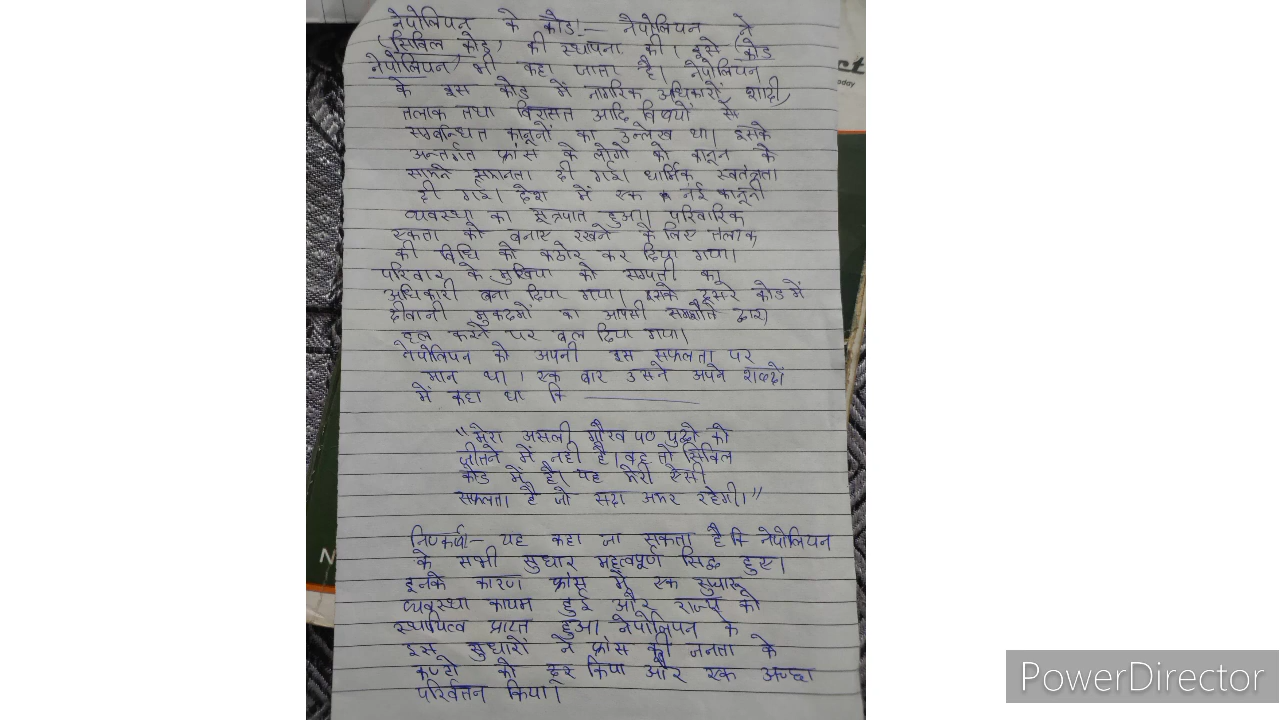 नेपोलियन के कोड:— नेपोलियन ने
(सिविल कोड) की स्थापना की। इसे (कोड
नेपोलियन) भी कहा जाता है। नेपोलियन
के इस कोड में नागरिक अधिकारों, शादी,
तलाक तथा विरासत आदि विषयों से
सम्बन्धित कानूनों का उल्लेख था। इसके
अन्तर्गत फ्रांस के लोगो को कानून के
सामने समानता दी गई। धार्मिक स्वतंत्रता
दी गई। देश में एक नई कानूनी
व्यवस्था का सूत्रपात हुआ। परिवारिक
एकता को बनाए रखने के लिए तलाक
की विधि को कठोर कर दिया गया।
परिवार के मुखिया को सम्पत्ती का
अधिकारी बना दिया गया। इसके दूसरे कोड में
दीवानी मुकदमों का आपसी समझौते द्वारा
हल करने पर बल दिया गया।
नेपोलियन को अपनी इस सफलता पर
मान था। एक बार उसने अपने शब्दों
में कहा था कि
"मेरा असली गौरव ५० युद्धो को
जीतने में नही है। वह तो सिविल
कोड में है। यह मेरी ऐसी
सफलता है जो सदा अमर रहेगी।"
निष्कर्ष:— यह कहा जा सकता है कि नेपोलियन
के सभी सुधार महत्वपूर्ण सिद्ध हुए।
इनके कारण फ्रांस में एक सुचारू
व्यवस्था कायम हुई और राज्य को
स्थायित्व प्राप्त हुआ। नेपोलियन के
इस सुधारों ने फ्रांस की जनता के
कष्टो को दूर किया और एक अच्छा
परिवर्तन किया।
oday
N
PowerDirector